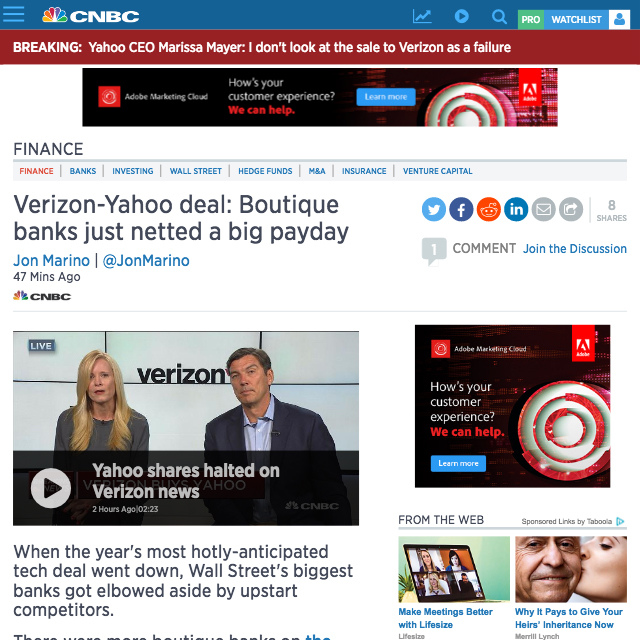 CNBC
PRO
WATCHLIST
BREAKING: Yahoo CEO Marissa Mayer: I don't look at the sale to Verizon as a failure
Adobe Marketing Cloud
How's your
customer experience?
We can help.
Learn more
Adobe
FINANCE
FINANCE | BANKS | INVESTING | WALL STREET | HEDGE FUNDS | M&A | INSURANCE | VENTURE CAPITAL
Verizon-Yahoo deal: Boutique
banks just netted a big payday
8
SHARES
Jon Marino | @JonMarino
47 Mins Ago
CNBC
1 COMMENT Join the Discussion
LIVE
verizon
Yahoo shares halted on
Verizon news
VERIZON BUYS YAHOO
2 Hours Ago|02:23
CNBC
Adobe Marketing Cloud
Adobe
How's your
customer
experience?
We can help.
Learn more
When the year's most hotly-anticipated
tech deal went down, Wall Street's biggest
banks got elbowed aside by upstart
competitors.
There were more boutique banks on the
FROM THE WEB
Sponsored Links by Taboola
Make Meetings Better
with Lifesize
Lifesize
Why It Pays to Give Your
Heirs' Inheritance Now
Merrill Lynch